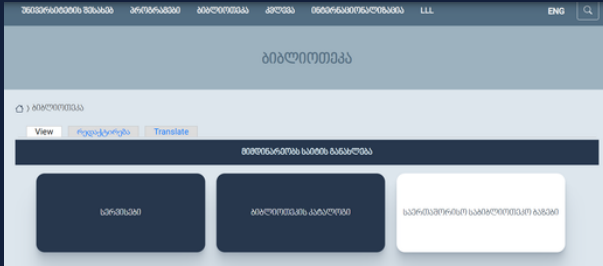 უნივერსიტეტის შესახებ პროგრამები ბიბლიოთეკა კვლევა ინტერნაციონალიზაცია LLL ENG
ბიბლიოთეკა
⟩ ბიბლიოთეკა
View რედაქტირება Translate
მიმდინარეობს საიტის განახლება
სერვისები ბიბლიოთეკის კატალოგი საერთაშორისო საბიბლიოთეკო ბაზები